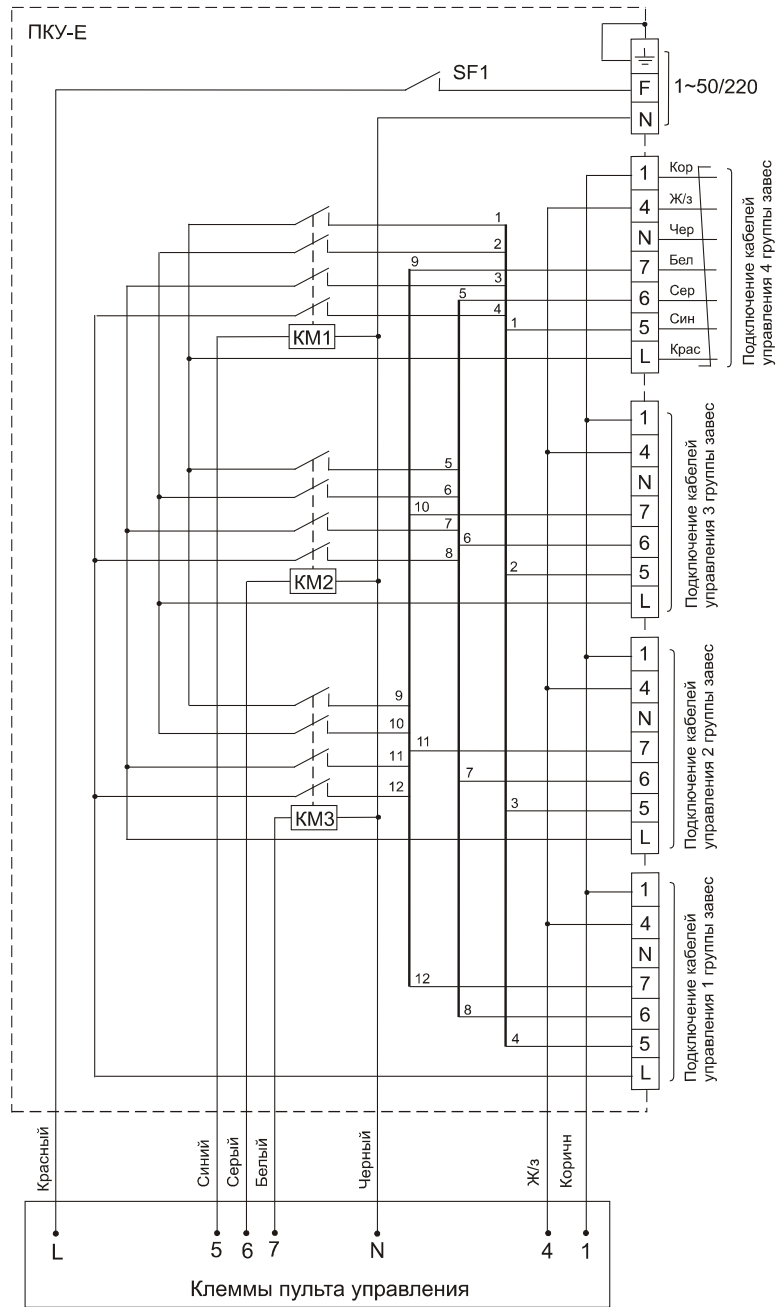 ПКУ-Е
SF1
F
N
1~50/220
1
4
N
7
6
5
L
Кор
Ж/з
Чер
Бел
Сер
Син
Крас
Подключение кабелей
управления 4 группы завес
1
2
9
3
5
4
1
КМ1
1
4
N
7
6
5
L
Подключение кабелей
управления 3 группы завес
5
6
10
7
6
8
2
КМ2
1
4
N
7
6
5
L
Подключение кабелей
управления 2 группы завес
9
10
11
11
7
12
3
КМ3
1
4
N
7
6
5
L
Подключение кабелей
управления 1 группы завес
12
8
4
Красный
Синий
Серый
Белый
Черный
Ж/з
Коричн
L
5
6
7
N
4
1
Клеммы пульта управления